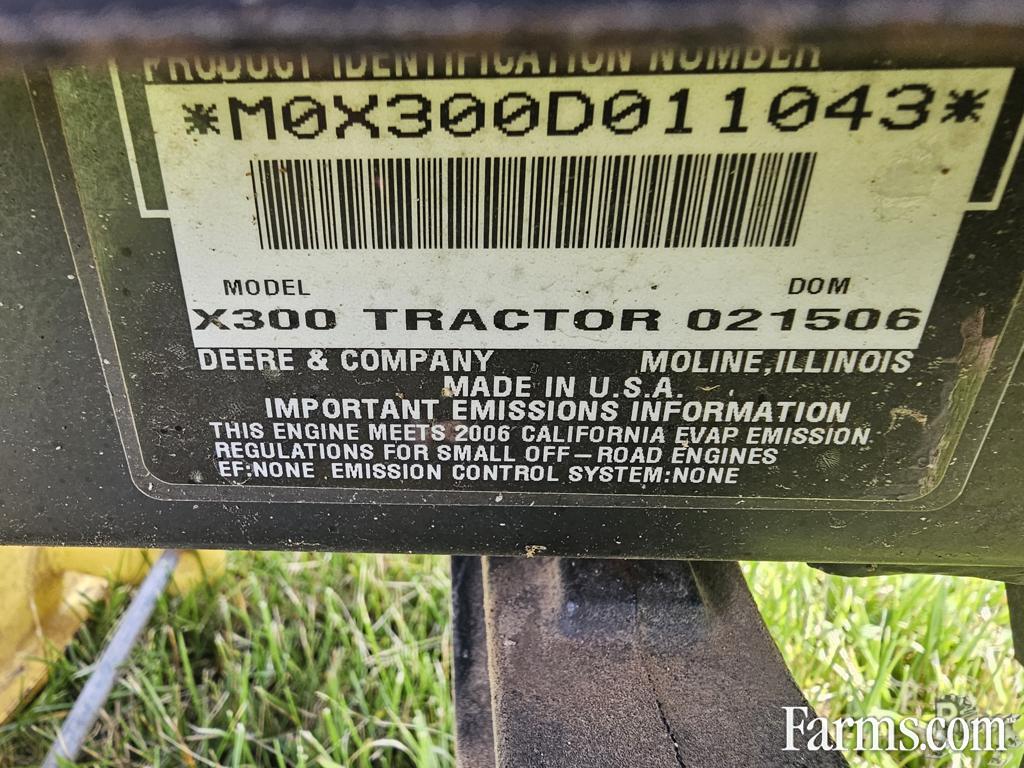 PRODUCT IDENTIFICATION NUMBER
*M0X300D011043*
MODEL DOM
X300 TRACTOR 021506
DEERE & COMPANY MOLINE, ILLINOIS
MADE IN U.S.A.
IMPORTANT EMISSIONS INFORMATION
THIS ENGINE MEETS 2006 CALIFORNIA EVAP EMISSION
REGULATIONS FOR SMALL OFF-ROAD ENGINES
EF:NONE EMISSION CONTROL SYSTEM:NONE
Farms.com